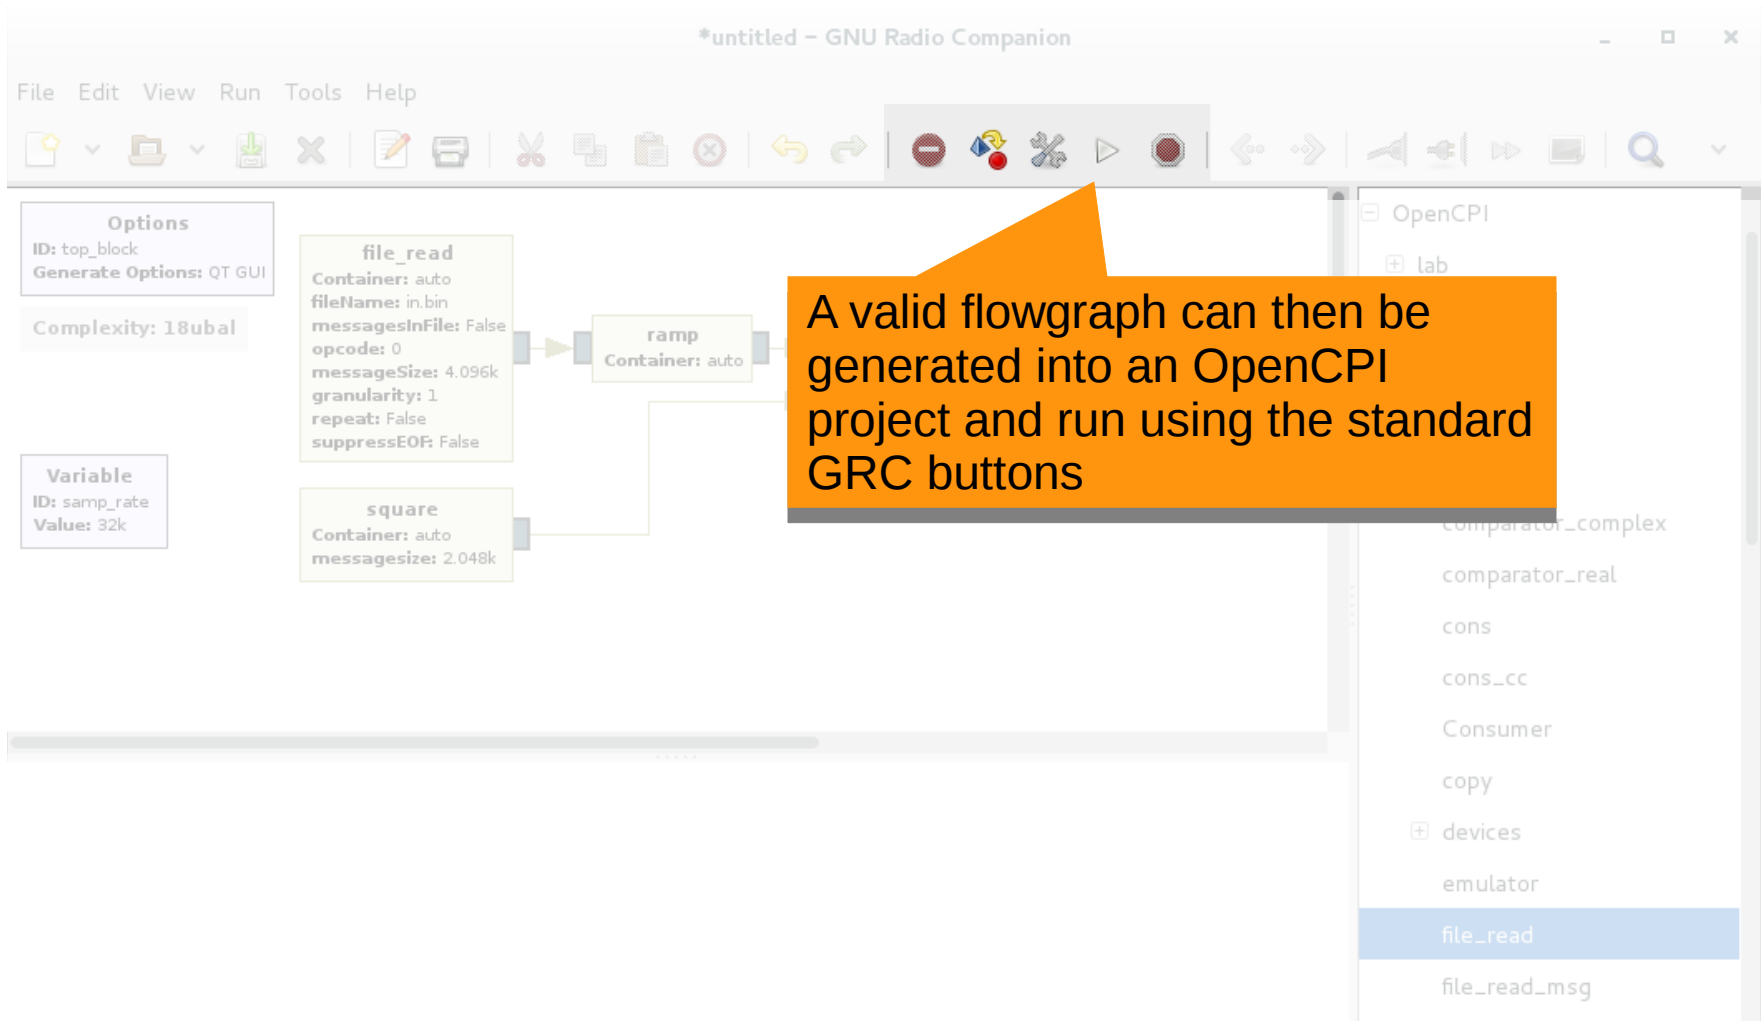 *untitled – GNU Radio Companion
File Edit View Run Tools Help
Options
ID: top_block
Generate Options: QT GUI
Complexity: 18ubal
file_read
Container: auto
fileName: in.bin
messagesInFile: False
opcode: 0
messageSize: 4.096k
granularity: 1
repeat: False
suppressEOF: False
ramp
Container: auto
Variable
ID: samp_rate
Value: 32k
square
Container: auto
messagesize: 2.048k
A valid flowgraph can then be
generated into an OpenCPI
project and run using the standard
GRC buttons
OpenCPI
lab
comparator_complex
comparator_real
cons
cons_cc
Consumer
copy
devices
emulator
file_read
file_read_msg